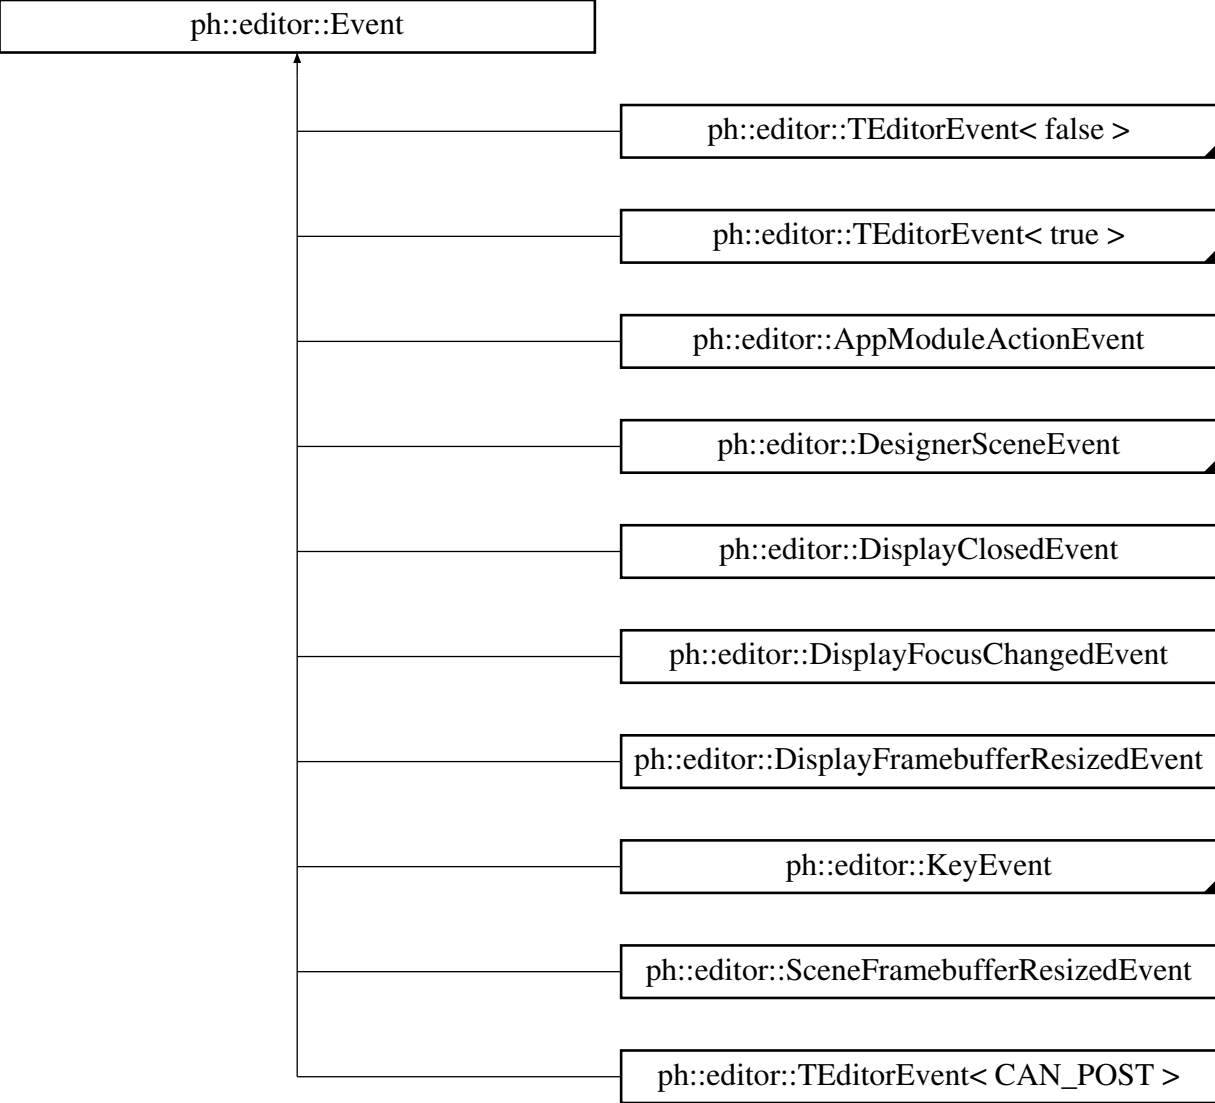 ph::editor::Event
ph::editor::TEditorEvent< false >
ph::editor::TEditorEvent< true >
ph::editor::AppModuleActionEvent
ph::editor::DesignerSceneEvent
ph::editor::DisplayClosedEvent
ph::editor::DisplayFocusChangedEvent
ph::editor::DisplayFramebufferResizedEvent
ph::editor::KeyEvent
ph::editor::SceneFramebufferResizedEvent
ph::editor::TEditorEvent< CAN_POST >